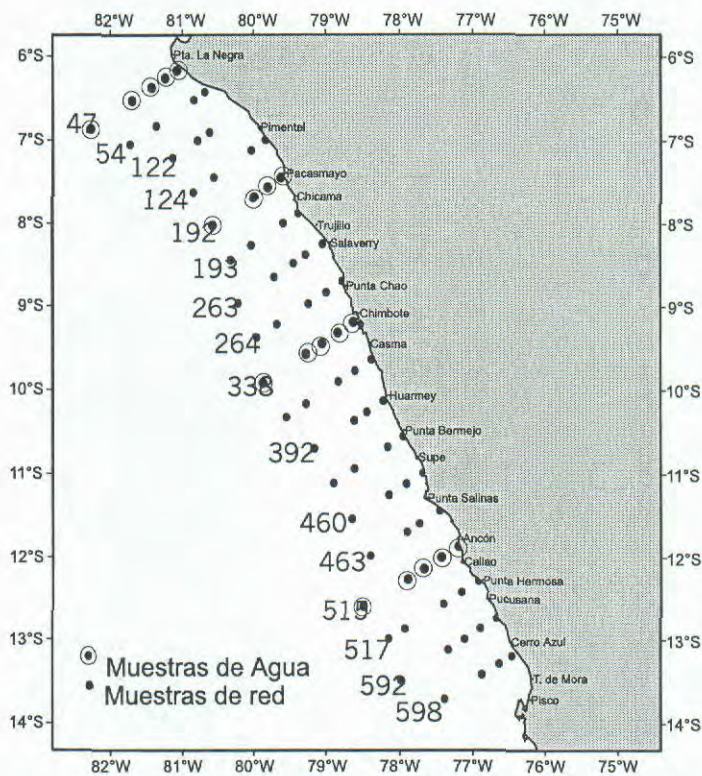 82°W 81°W 80°W 79°W 78°W 77°W 76°W 75°W
6°S 6°S
Pta. La Negra
47
7°S 7°S
Pimentel
54
122
Pacasmayo
124
Chicama
8°S 8°S
192
Trujillo
Salaverry
193
Punta Chao
9°S 9°S
263
Chimbote
264
Casma
10°S 10°S
Huarmey
392
Punta Bermejo
11°S 11°S
Supe
Punta Salinas
460
Ancón
12°S 12°S
463
Callao
Punta Hermosa
Pucusana
13°S 13°S
517
Cerro Azul
Muestras de Agua
592
T. de Mora
Muestras de red
598
Pisco
14°S 14°S
82°W 81°W 80°W 79°W 78°W 77°W 76°W 75°W